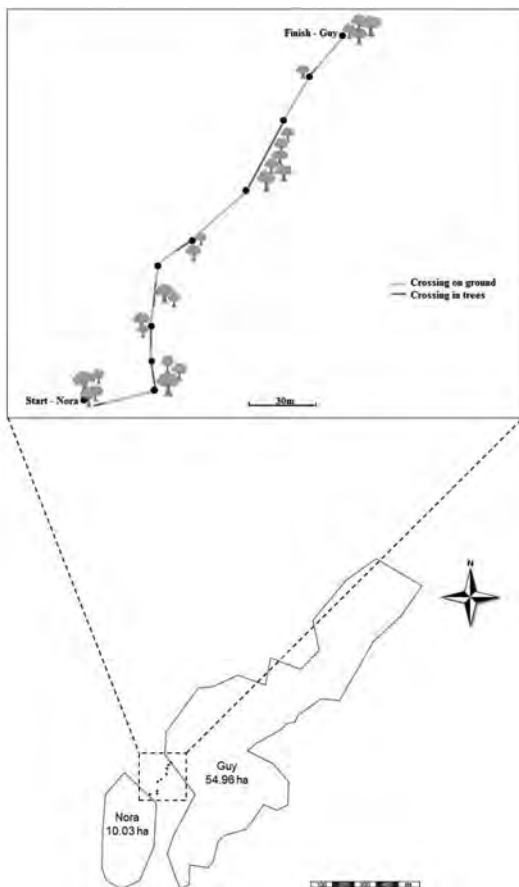 Finish - Guy
Crossing on ground
Crossing in trees
Start - Nora
30m
N
Guy
54.96 ha
Nora
10.03 ha